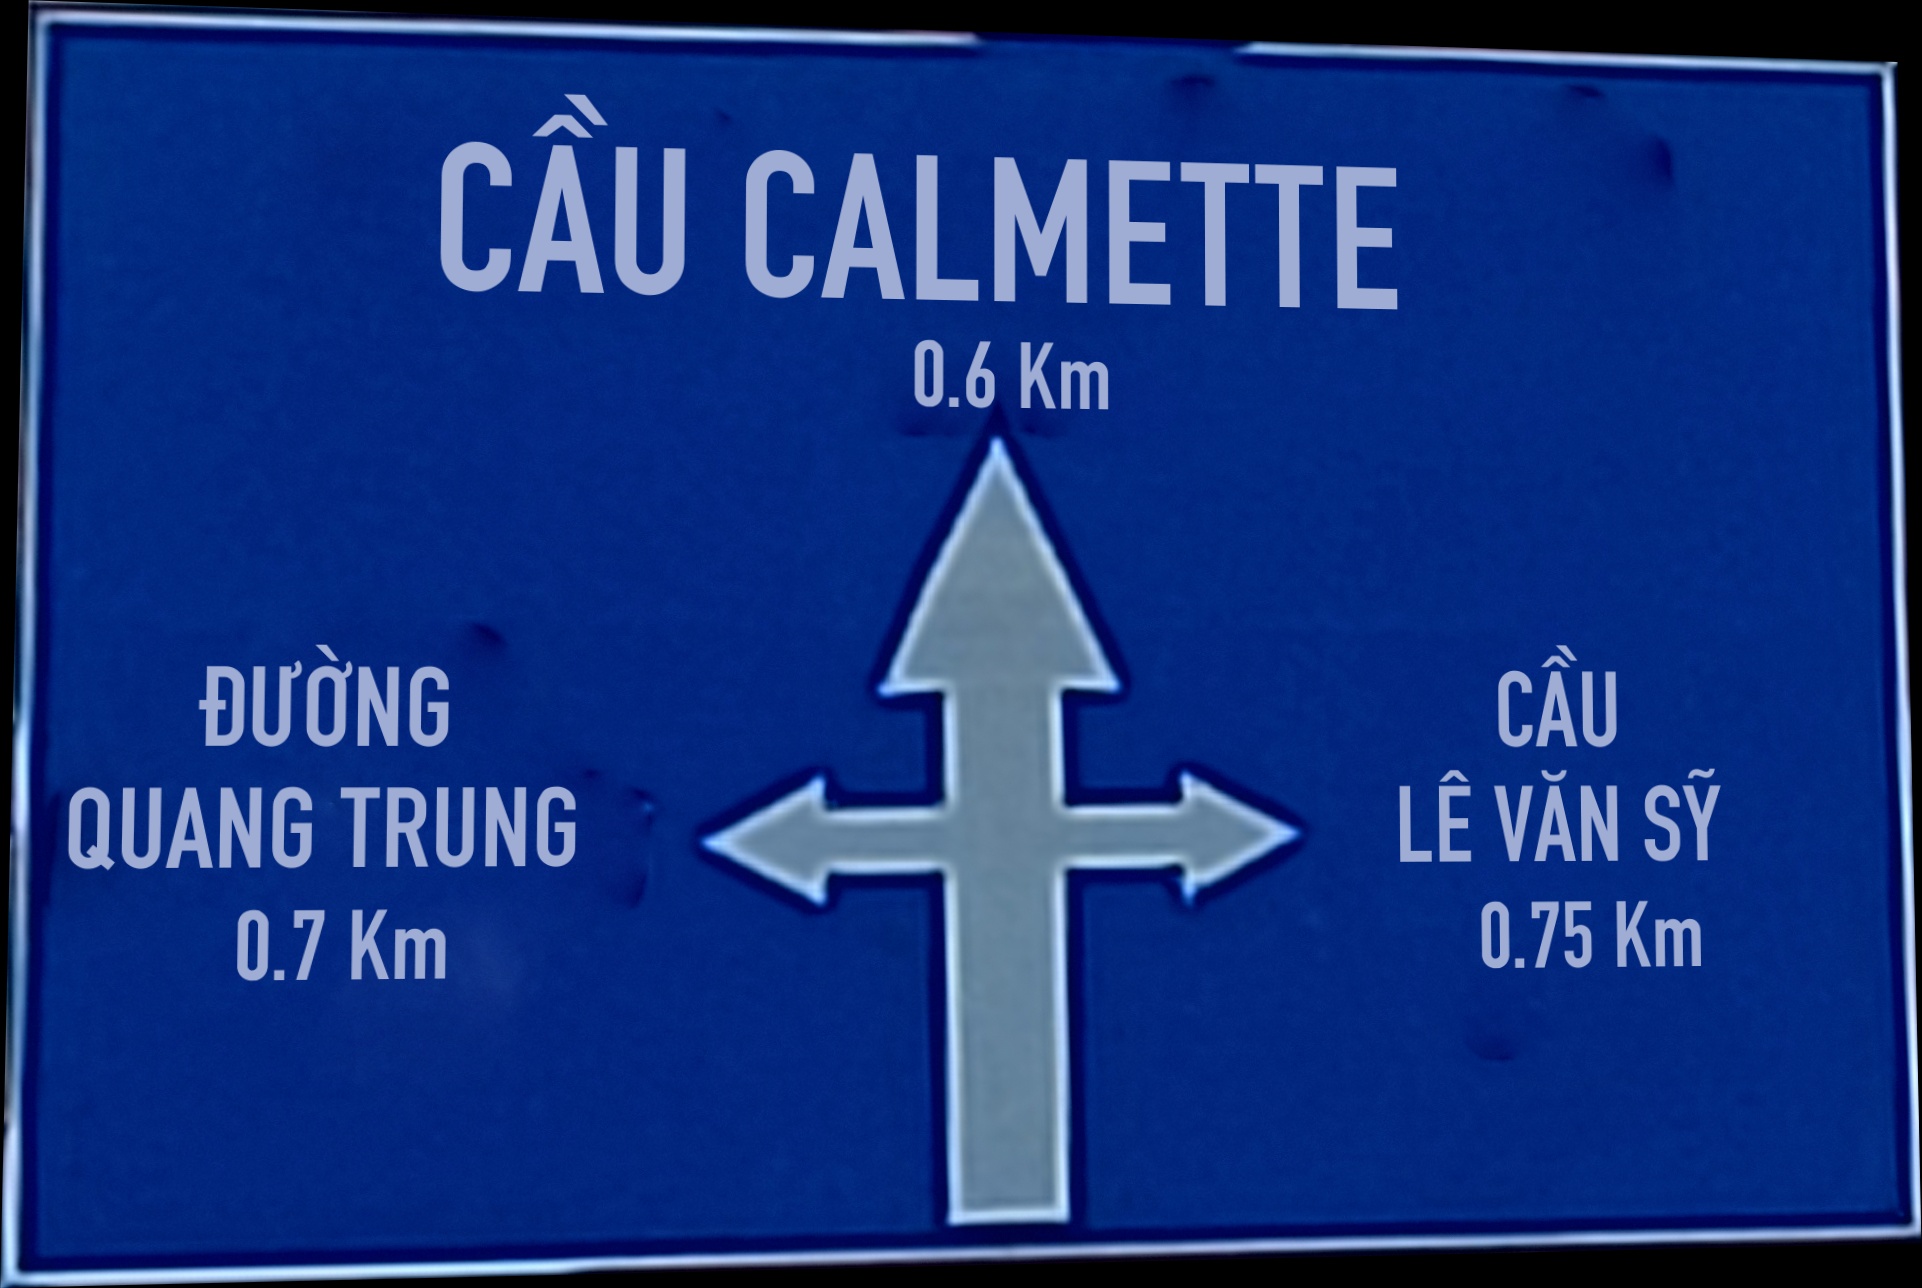 CẦU CALMETTE
0.6 Km
ĐƯỜNG
QUANG TRUNG
0.7 Km
CẦU
LÊ VĂN SỸ
0.75 Km